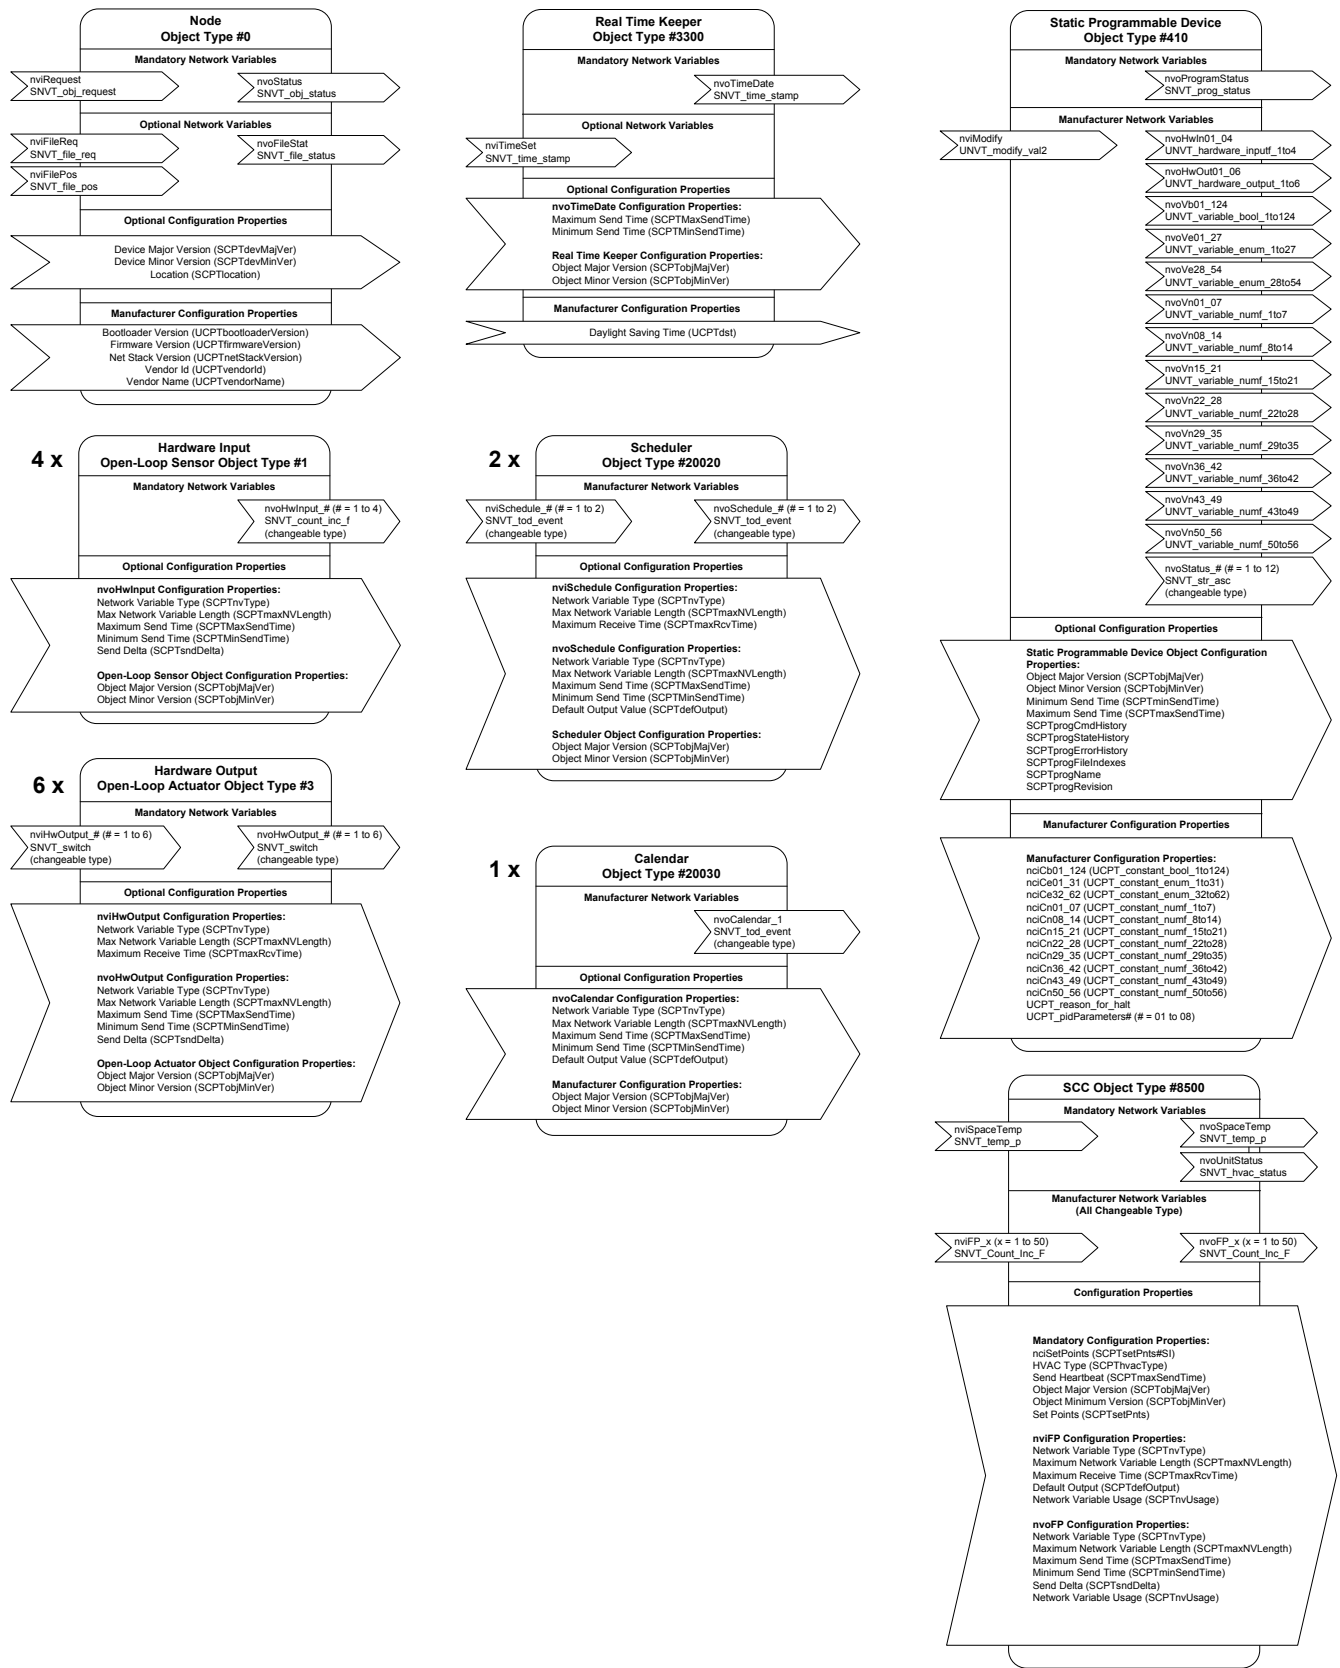 Node
Object Type #0
Mandatory Network Variables
nviRequest
SNVT_obj_request
nvoStatus
SNVT_obj_status
Optional Network Variables
nviFileReq
SNVT_file_req
nvoFileStat
SNVT_file_status
nviFilePos
SNVT_file_pos
Optional Configuration Properties
Device Major Version (SCPTdevMajVer)
Device Minor Version (SCPTdevMinVer)
Location (SCPTlocation)
Manufacturer Configuration Properties
Bootloader Version (UCPTbootloaderVersion)
Firmware Version (UCPTfirmwareVersion)
Net Stack Version (UCPTnetStackVersion)
Vendor Id (UCPTvendorId)
Vendor Name (UCPTvendorName)
4 x
Hardware Input
Open-Loop Sensor Object Type #1
Mandatory Network Variables
nvoHwInput_# (# = 1 to 4)
SNVT_count_inc_f
(changeable type)
Optional Configuration Properties
nvoHwInput Configuration Properties:
Network Variable Type (SCPTnvType)
Max Network Variable Length (SCPTmaxNVLength)
Maximum Send Time (SCPTMaxSendTime)
Minimum Send Time (SCPTMinSendTime)
Send Delta (SCPTsndDelta)
Open-Loop Sensor Object Configuration Properties:
Object Major Version (SCPTobjMajVer)
Object Minor Version (SCPTobjMinVer)
6 x
Hardware Output
Open-Loop Actuator Object Type #3
Mandatory Network Variables
nviHwOutput_# (# = 1 to 6)
SNVT_switch
(changeable type)
nvoHwOutput_# (# = 1 to 6)
SNVT_switch
(changeable type)
Optional Configuration Properties
nviHwOutput Configuration Properties:
Network Variable Type (SCPTnvType)
Max Network Variable Length (SCPTmaxNVLength)
Maximum Receive Time (SCPTmaxRcvTime)
nvoHwOutput Configuration Properties:
Network Variable Type (SCPTnvType)
Max Network Variable Length (SCPTmaxNVLength)
Maximum Send Time (SCPTMaxSendTime)
Minimum Send Time (SCPTMinSendTime)
Send Delta (SCPTsndDelta)
Open-Loop Actuator Object Configuration Properties:
Object Major Version (SCPTobjMajVer)
Object Minor Version (SCPTobjMinVer)
Real Time Keeper
Object Type #3300
Mandatory Network Variables
nvoTimeDate
SNVT_time_stamp
Optional Network Variables
nviTimeSet
SNVT_time_stamp
Optional Configuration Properties
nvoTimeDate Configuration Properties:
Maximum Send Time (SCPTMaxSendTime)
Minimum Send Time (SCPTMinSendTime)
Real Time Keeper Configuration Properties:
Object Major Version (SCPTobjMajVer)
Object Minor Version (SCPTobjMinVer)
Manufacturer Configuration Properties
Daylight Saving Time (UCPTdst)
2 x
Scheduler
Object Type #20020
Manufacturer Network Variables
nviSchedule_# (# = 1 to 2)
SNVT_tod_event
(changeable type)
nvoSchedule_# (# = 1 to 2)
SNVT_tod_event
(changeable type)
Optional Configuration Properties
nviSchedule Configuration Properties:
Network Variable Type (SCPTnvType)
Max Network Variable Length (SCPTmaxNVLength)
Maximum Receive Time (SCPTmaxRcvTime)
nvoSchedule Configuration Properties:
Network Variable Type (SCPTnvType)
Max Network Variable Length (SCPTmaxNVLength)
Maximum Send Time (SCPTMaxSendTime)
Minimum Send Time (SCPTMinSendTime)
Default Output Value (SCPTdefOutput)
Scheduler Object Configuration Properties:
Object Major Version (SCPTobjMajVer)
Object Minor Version (SCPTobjMinVer)
1 x
Calendar
Object Type #20030
Manufacturer Network Variables
nvoCalendar_1
SNVT_tod_event
(changeable type)
Optional Configuration Properties
nvoCalendar Configuration Properties:
Network Variable Type (SCPTnvType)
Max Network Variable Length (SCPTmaxNVLength)
Maximum Send Time (SCPTMaxSendTime)
Minimum Send Time (SCPTMinSendTime)
Default Output Value (SCPTdefOutput)
Manufacturer Configuration Properties:
Object Major Version (SCPTobjMajVer)
Object Minor Version (SCPTobjMinVer)
Static Programmable Device
Object Type #410
Mandatory Network Variables
nvoProgramStatus
SNVT_prog_status
Manufacturer Network Variables
nviModify
UNVT_modify_val2
nvoHwIn01_04
UNVT_hardware_inputf_1to4
nvoHwOut01_06
UNVT_hardware_output_1to6
nvoVb01_124
UNVT_variable_bool_1to124
nvoVe01_27
UNVT_variable_enum_1to27
nvoVe28_54
UNVT_variable_enum_28to54
nvoVn01_07
UNVT_variable_numf_1to7
nvoVn08_14
UNVT_variable_numf_8to14
nvoVn15_21
UNVT_variable_numf_15to21
nvoVn22_28
UNVT_variable_numf_22to28
nvoVn29_35
UNVT_variable_numf_29to35
nvoVn36_42
UNVT_variable_numf_36to42
nvoVn43_49
UNVT_variable_numf_43to49
nvoVn50_56
UNVT_variable_numf_50to56
nvoStatus_# (# = 1 to 12)
SNVT_str_asc
(changeable type)
Optional Configuration Properties
Static Programmable Device Object Configuration
Properties:
Object Major Version (SCPTobjMajVer)
Object Minor Version (SCPTobjMinVer)
Minimum Send Time (SCPTminSendTime)
Maximum Send Time (SCPTmaxSendTime)
SCPTprogCmdHistory
SCPTprogStateHistory
SCPTprogErrorHistory
SCPTprogFileIndexes
SCPTprogName
SCPTprogRevision
Manufacturer Configuration Properties
Manufacturer Configuration Properties:
nciCb01_124 (UCPT_constant_bool_1to124)
nciCe01_31 (UCPT_constant_enum_1to31)
nciCe32_62 (UCPT_constant_enum_32to62)
nciCn01_07 (UCPT_constant_numf_1to7)
nciCn08_14 (UCPT_constant_numf_8to14)
nciCn15_21 (UCPT_constant_numf_15to21)
nciCn22_28 (UCPT_constant_numf_22to28)
nciCn29_35 (UCPT_constant_numf_29to35)
nciCn36_42 (UCPT_constant_numf_36to42)
nciCn43_49 (UCPT_constant_numf_43to49)
nciCn50_56 (UCPT_constant_numf_50to56)
UCPT_reason_for_halt
UCPT_pidParameters# (# = 01 to 08)
SCC Object Type #8500
Mandatory Network Variables
nviSpaceTemp
SNVT_temp_p
nvoSpaceTemp
SNVT_temp_p
nvoUnitStatus
SNVT_hvac_status
Manufacturer Network Variables
(All Changeable Type)
nviFP_x (x = 1 to 50)
SNVT_Count_Inc_F
nvoFP_x (x = 1 to 50)
SNVT_Count_Inc_F
Configuration Properties
Mandatory Configuration Properties:
nciSetPoints (SCPTsetPnts#SI)
HVAC Type (SCPThvacType)
Send Heartbeat (SCPTmaxSendTime)
Object Major Version (SCPTobjMajVer)
Object Minimum Version (SCPTobjMinVer)
Set Points (SCPTsetPnts)
nviFP Configuration Properties:
Network Variable Type (SCPTnvType)
Maximum Network Variable Length (SCPTmaxNVLength)
Maximum Receive Time (SCPTmaxRcvTime)
Default Output (SCPTdefOutput)
Network Variable Usage (SCPTnvUsage)
nvoFP Configuration Properties:
Network Variable Type (SCPTnvType)
Maximum Network Variable Length (SCPTmaxNVLength)
Maximum Send Time (SCPTmaxSendTime)
Minimum Send Time (SCPTminSendTime)
Send Delta (SCPTsndDelta)
Network Variable Usage (SCPTnvUsage)